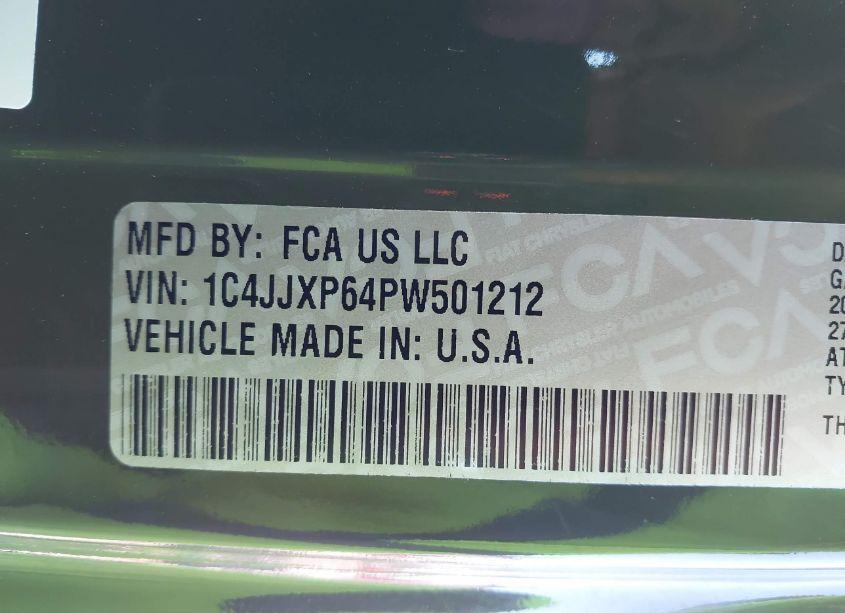 MFD BY: FCA US LLC
VIN: 1C4JJXP64PW501212
VEHICLE MADE IN: U.S.A.